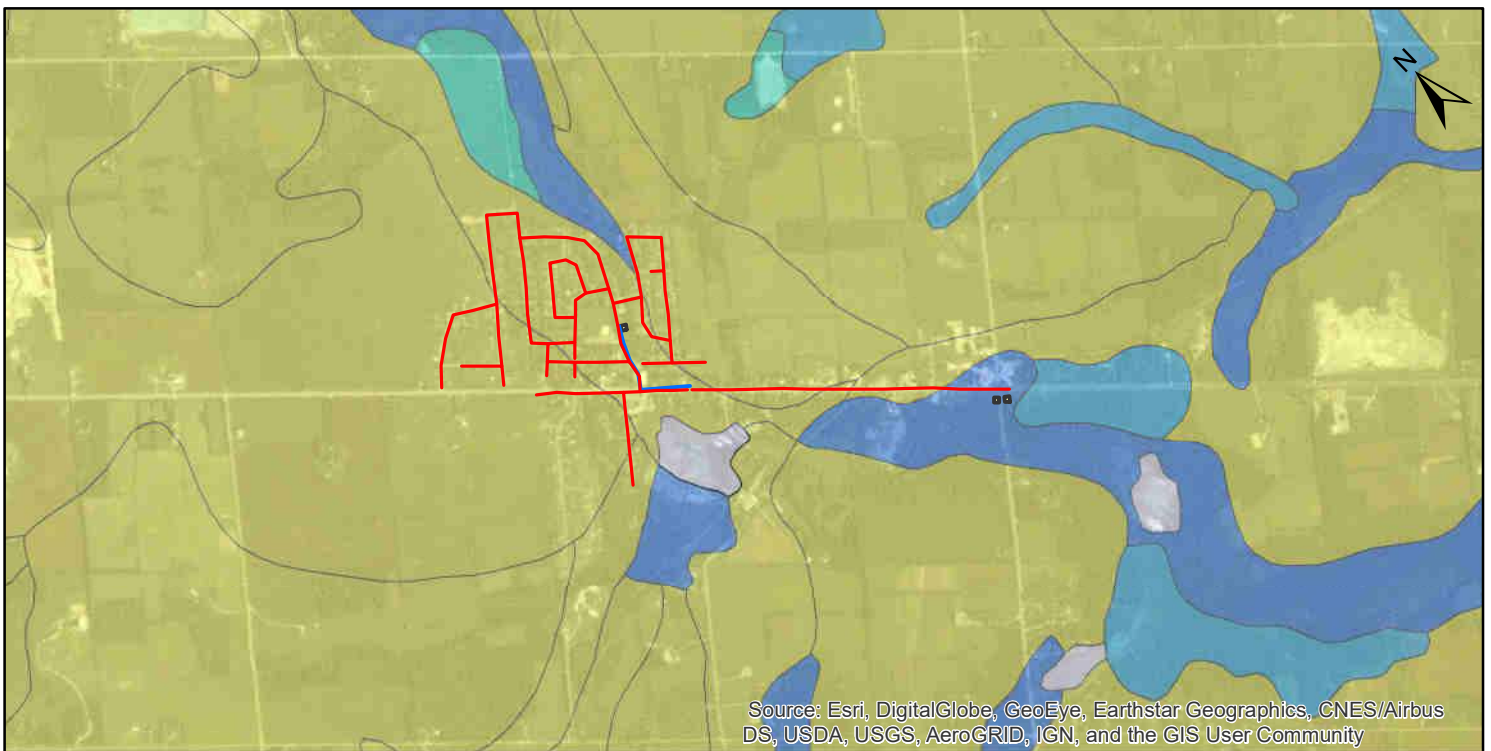 N
Source: Esri, DigitalGlobe, GeoEye, Earthstar Geographics, CNES/Airbus
DS, USDA, USGS, AeroGRID, IGN, and the GIS User Community